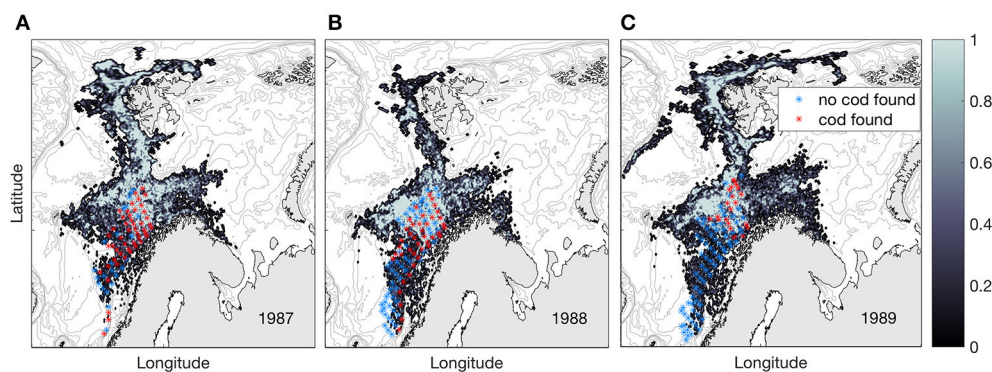 A
B
C
1
no cod found
cod found
0.8
0.6
0.4
0.2
0
Latitude
1987
1988
1989
Longitude
Longitude
Longitude